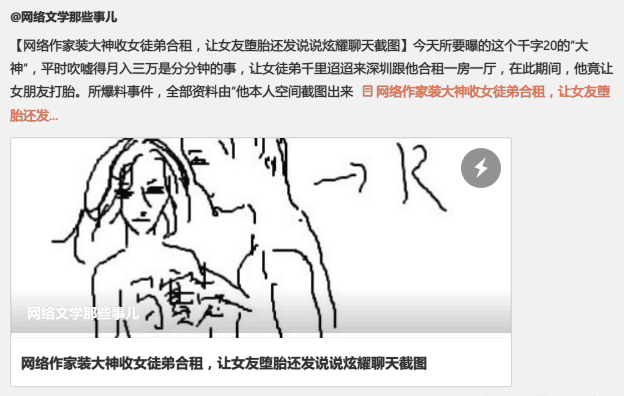 @网络文学那些事儿
【网络作家装大神收女徒弟合租，让女友堕胎还发说说炫耀聊天截图】今天所要曝的这个千字20的“大
神”，平时吹嘘得月入三万是分分钟的事，让女徒弟千里迢迢来深圳跟他合租一房一厅，在此期间，他竟让
女朋友打胎。所爆料事件，全部资料由“他本人空间截图出来 网络作家装大神收女徒弟合租，让女友堕
胎还发...
R
网络文学那些事儿
网络作家装大神收女徒弟合租，让女友堕胎还发说说炫耀聊天截图